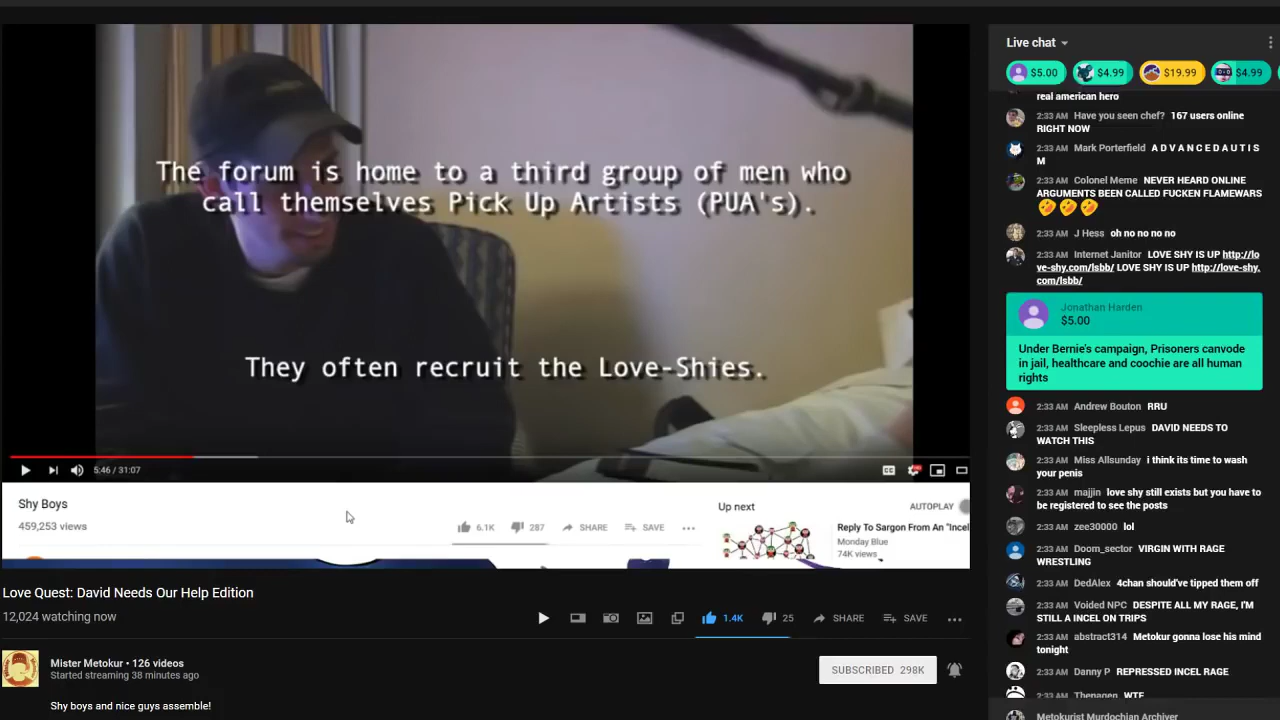 The forum is home to a third group of men who
call themselves Pick Up Artists (PUA's).
They often recruit the Love-Shies.
5:46 / 31:07
Shy Boys
459,253 views
6.1K
287
SHARE
SAVE
Up next
AUTOPLAY
Reply To Sargon From An "Incel
Monday Blue
74K views
Love Quest: David Needs Our Help Edition
12,024 watching now
1.4K
25
SHARE
SAVE
Mister Metokur • 126 videos
Started streaming 38 minutes ago
SUBSCRIBED 298K
Shy boys and nice guys assemble!
Live chat
$5.00
$4.99
$19.99
$4.99
real american hero
2:33 AM Have you seen chef? 167 users online
RIGHT NOW
2:33 AM Mark Porterfield A D V A N C E D A U T I S
M
2:33 AM Colonel Meme NEVER HEARD ONLINE
ARGUMENTS BEEN CALLED FUCKEN FLAMEWARS
2:33 AM J Hess oh no no no no
2:33 AM Internet Janitor LOVE SHY IS UP http://lo
ve-shy.com/lsbb/ LOVE SHY IS UP http://love-shy.
com/lsbb/
Jonathan Harden
$5.00
Under Bernie's campaign, Prisoners canvode
in jail, healthcare and coochie are all human
rights
2:33 AM Andrew Bouton RRU
2:33 AM Sleepless Lepus DAVID NEEDS TO
WATCH THIS
2:33 AM Miss Allsunday i think its time to wash
your penis
2:33 AM majjin love shy still exists but you have to
be registered to see the posts
2:33 AM zee30000 lol
2:33 AM Doom_sector VIRGIN WITH RAGE
WRESTLING
2:33 AM DedAlex 4chan should've tipped them off
2:33 AM Voided NPC DESPITE ALL MY RAGE, I'M
STILL A INCEL ON TRIPS
2:33 AM abstract314 Metokur gonna lose his mind
tonight
2:33 AM Danny P REPRESSED INCEL RAGE
2:33 AM Thenagen WTF
Metokurist Murdochian Archiver